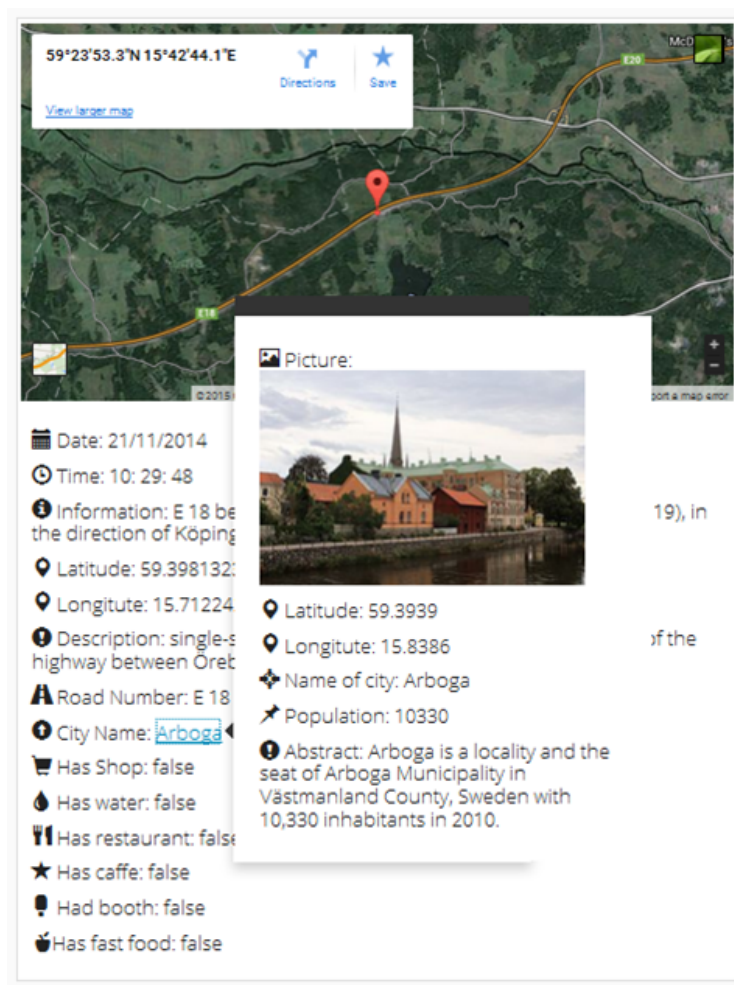 59°23'53.3"N 15°42'44.1"E
Directions
Save
View larger map
E20
E18
©2015
port a map error
Date: 21/11/2014
Time: 10: 29: 48
Information: E 18 be
19), in
the direction of Köping
Latitude: 59.3981323
Longitute: 15.71224
Description: single-s
of the
highway between Öreb
Road Number: E 18
City Name: Arboga
Has Shop: false
Has water: false
Has restaurant: false
Has caffe: false
Had booth: false
Has fast food: false
Picture:
Latitude: 59.3939
Longitute: 15.8386
Name of city: Arboga
Population: 10330
Abstract: Arboga is a locality and the
seat of Arboga Municipality in
Västmanland County, Sweden with
10,330 inhabitants in 2010.